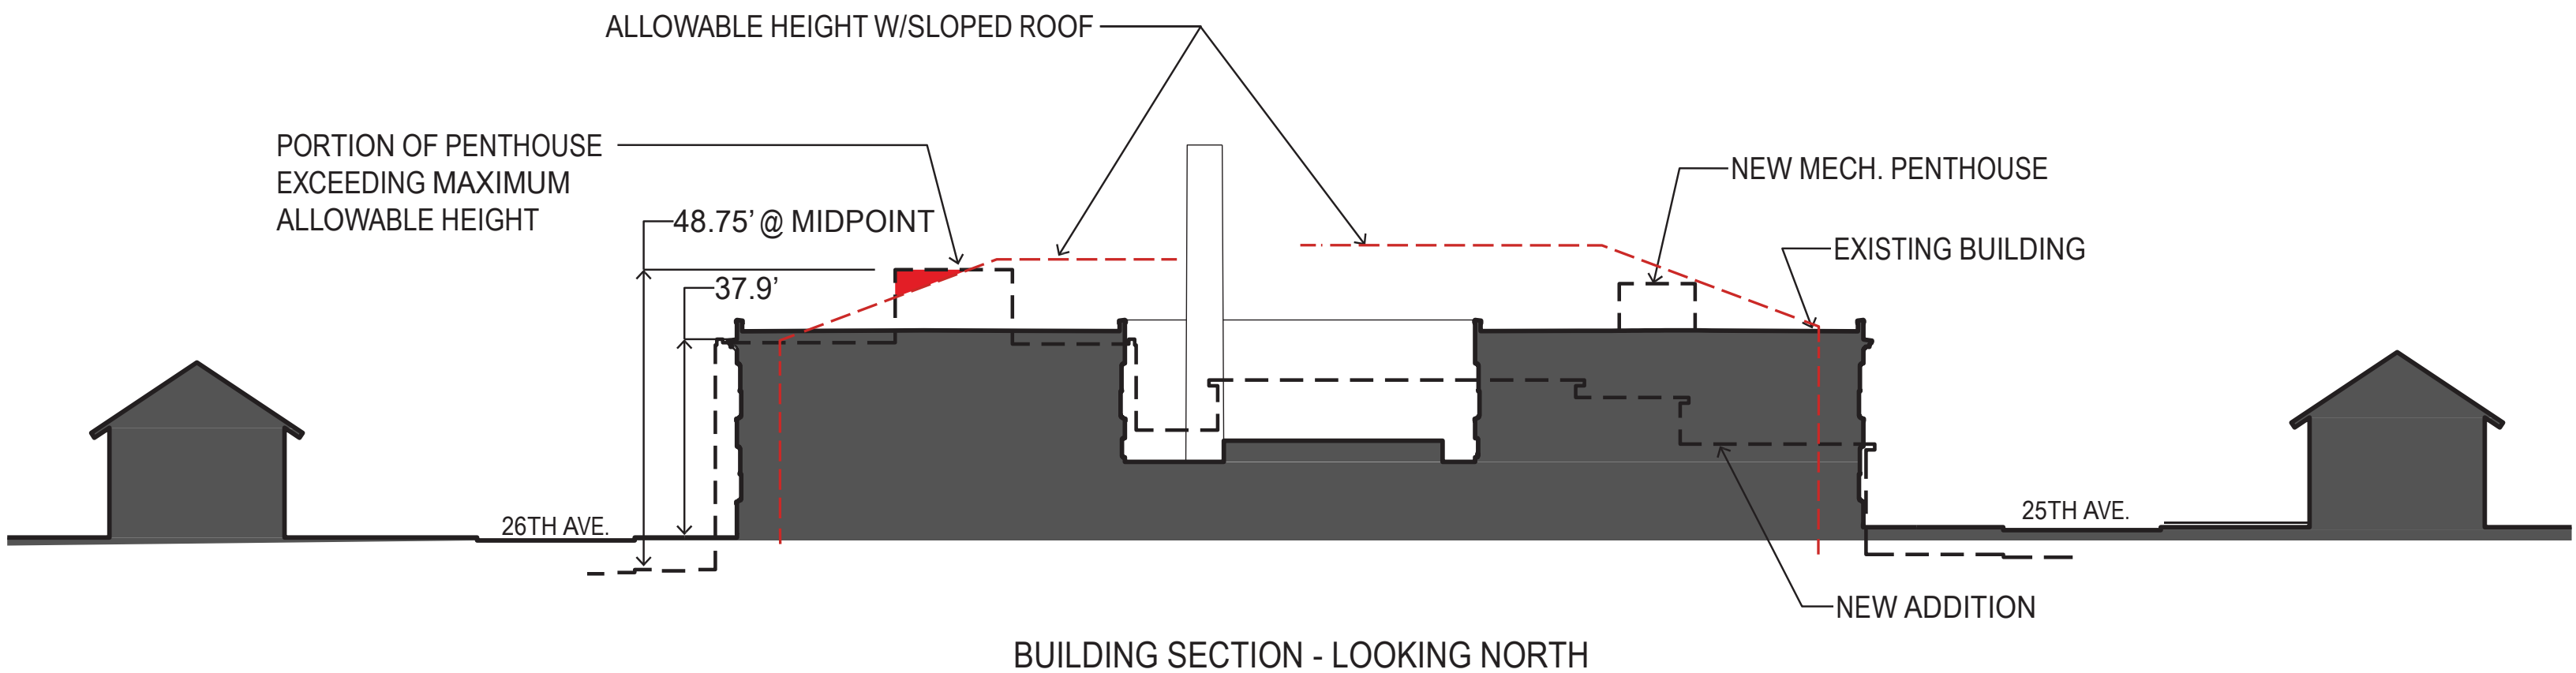 ALLOWABLE HEIGHT W/SLOPED ROOF
PORTION OF PENTHOUSE
EXCEEDING MAXIMUM
ALLOWABLE HEIGHT
48.75’ @ MIDPOINT
37.9’
NEW MECH. PENTHOUSE
EXISTING BUILDING
26TH AVE.
25TH AVE.
NEW ADDITION
BUILDING SECTION - LOOKING NORTH